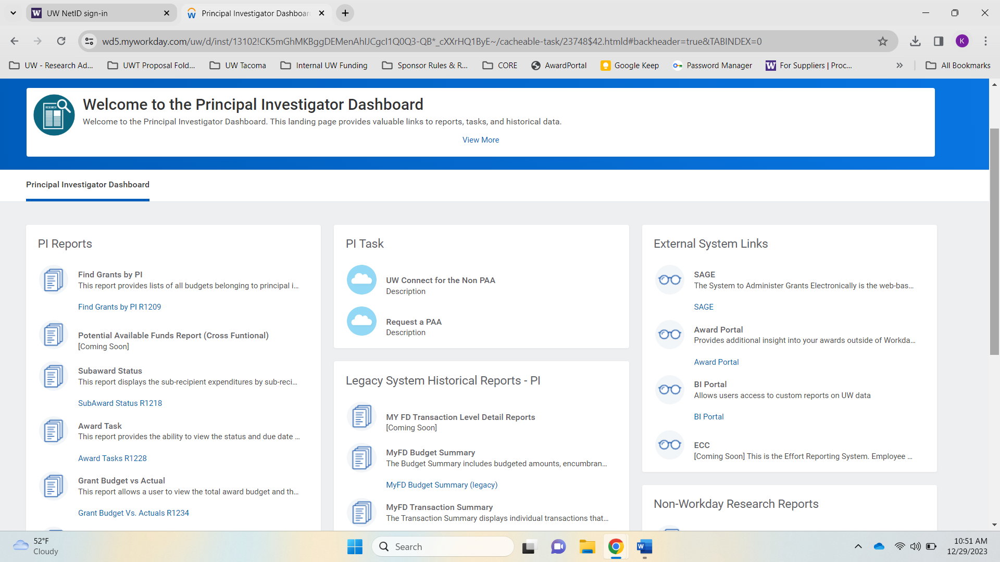 UW NetID sign-in
Principal Investigator Dashboar
wd5.myworkday.com/uw/d/inst/13102!CK5mGhMKBggDEMenAhIJCgcI1Q0Q3-QB*_cXXrHQ1ByE~/cacheable-task/23748$42.htmld#backheader=true&TABINDEX=0
K
UW - Research Ad...
UWT Proposal Fold...
UW Tacoma
Internal UW Funding
Sponsor Rules & R...
CORE
AwardPortal
Google Keep
Password Manager
For Suppliers | Proc...
All Bookmarks
RESEARCH
Welcome to the Principal Investigator Dashboard
Welcome to the Principal Investigator Dashboard. This landing page provides valuable links to reports, tasks, and historical data.
View More
Principal Investigator Dashboard
PI Reports
Find Grants by PI
This report provides lists of all budgets belonging to principal i...
Find Grants by PI R1209
Potential Available Funds Report (Cross Funtional)
[Coming Soon]
Subaward Status
This report displays the sub-recipient expenditures by sub-reci...
SubAward Status R1218
Award Task
This report provides the ability to view the status and due date ...
Award Tasks R1228
Grant Budget vs Actual
This report allows a user to view the total award budget and th...
Grant Budget Vs. Actuals R1234
PI Task
UW Connect for the Non PAA
Description
Request a PAA
Description
Legacy System Historical Reports - PI
MY FD Transaction Level Detail Reports
[Coming Soon]
MyFD Budget Summary
The Budget Summary includes budgeted amounts, encumbran...
MyFD Budget Summary (legacy)
MyFD Transaction Summary
The Transaction Summary displays individual transactions that...
External System Links
SAGE
The System to Administer Grants Electronically is the web-bas...
SAGE
Award Portal
Provides additional insight into your awards outside of Workda...
Award Portal
BI Portal
Allows users access to custom reports on UW data
BI Portal
ECC
[Coming Soon] This is the Effort Reporting System. Employee ...
Non-Workday Research Reports
52°F
Cloudy
Search
10:51 AM
12/29/2023